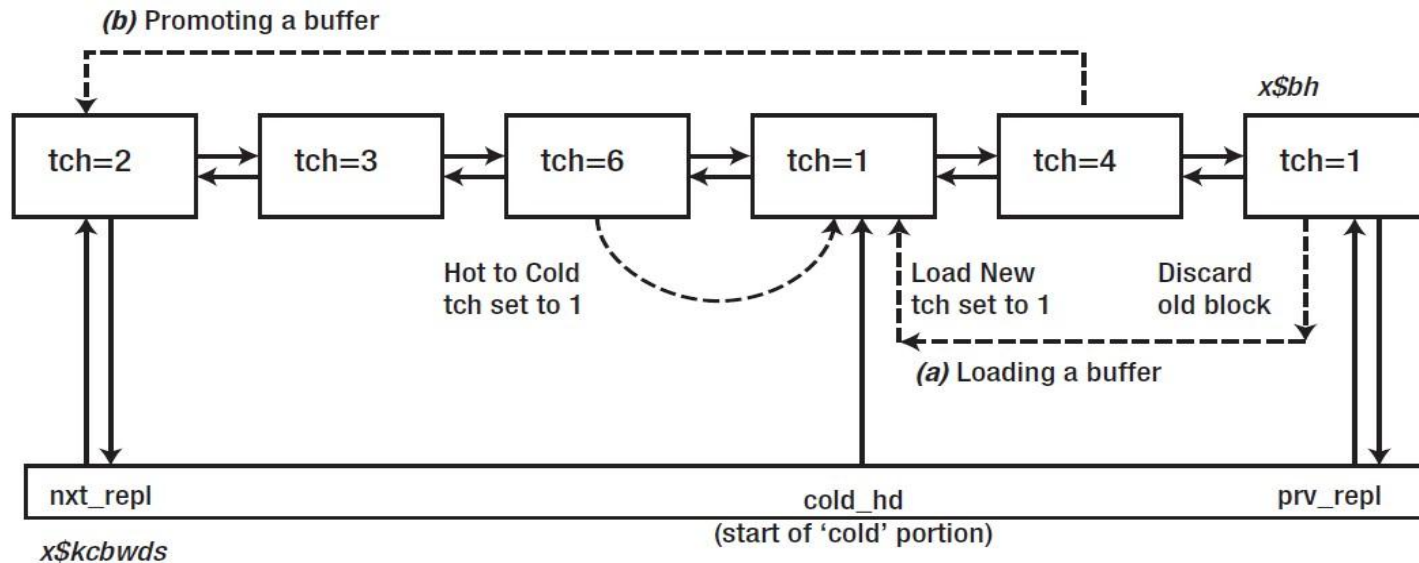 (b) Promoting a buffer
x$bh
tch=2
tch=3
tch=6
tch=1
tch=4
tch=1
Hot to Cold
tch set to 1
Load New
tch set to 1
Discard
old block
(a) Loading a buffer
nxt_repl
cold_hd
(start of ‘cold’ portion)
prv_repl
x$kcbwds